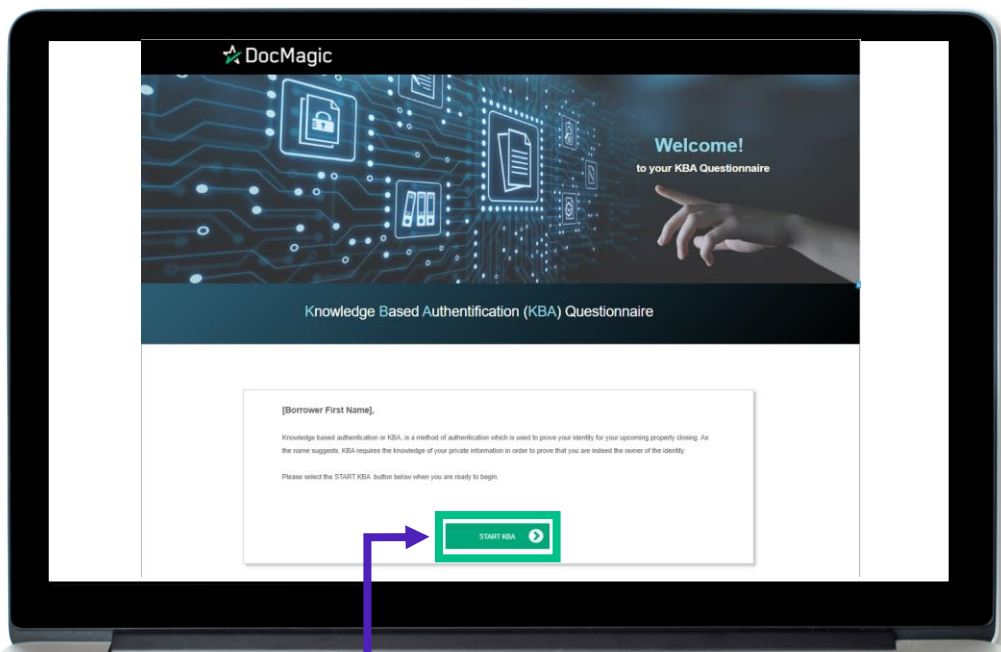 DocMagic
Welcome!
to your KBA Questionnaire
Knowledge Based Authentification (KBA) Questionnaire
[Borrower First Name],
Knowledge based authentication or KBA, is a method of authentication which is used to prove your identity for your upcoming property closing. As
the name suggests, KBA requires the knowledge of your private information in order to prove that you are indeed the owner of the identity.
Please select the START KBA button below when you are ready to begin
START KBA